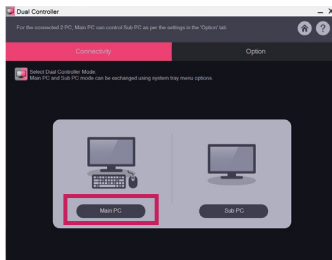 Dual Controller
For the connected 2 PC, Main PC can control Sub PC as per the settings in the 'Option' tab.
Connectivity
Option
Select Dual Controller Mode.
Main PC and Sub PC mode can be exchanged using system tray menu options.
Main PC
Sub PC